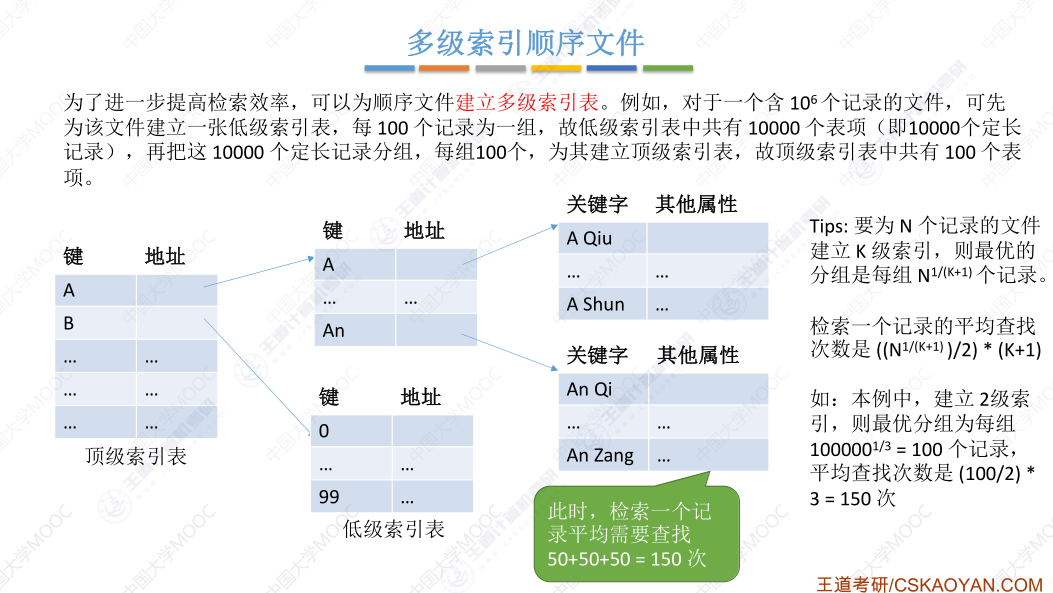 多级索引顺序文件
为了进一步提高检索效率，可以为顺序文件建立多级索引表。例如，对于一个含 10⁶ 个记录的文件，可先
为该文件建立一张低级索引表，每 100 个记录为一组，故低级索引表中共有 10000 个表项（即10000个定长
记录），再把这 10000 个定长记录分组，每组100个，为其建立顶级索引表，故顶级索引表中共有 100 个表
项。
键 地址
A
B
... ...
... ...
... ...
顶级索引表
键 地址
A
... ...
An
键 地址
0
... ...
99 ...
低级索引表
关键字 其他属性
A Qiu
... ...
A Shun ...
关键字 其他属性
An Qi
... ...
An Zang ...
此时，检索一个记
录平均需要查找
50+50+50 = 150 次
Tips: 要为 N 个记录的文件
建立 K 级索引，则最优的
分组是每组 N^1/(K+1) 个记录。
检索一个记录的平均查找
次数是 ((N^1/(K+1) )/2) * (K+1)
如：本例中，建立 2级索
引，则最优分组为每组
100000^1/3 = 100 个记录，
平均查找次数是 (100/2) *
3 = 150 次
王道考研/CSKAOYAN.COM